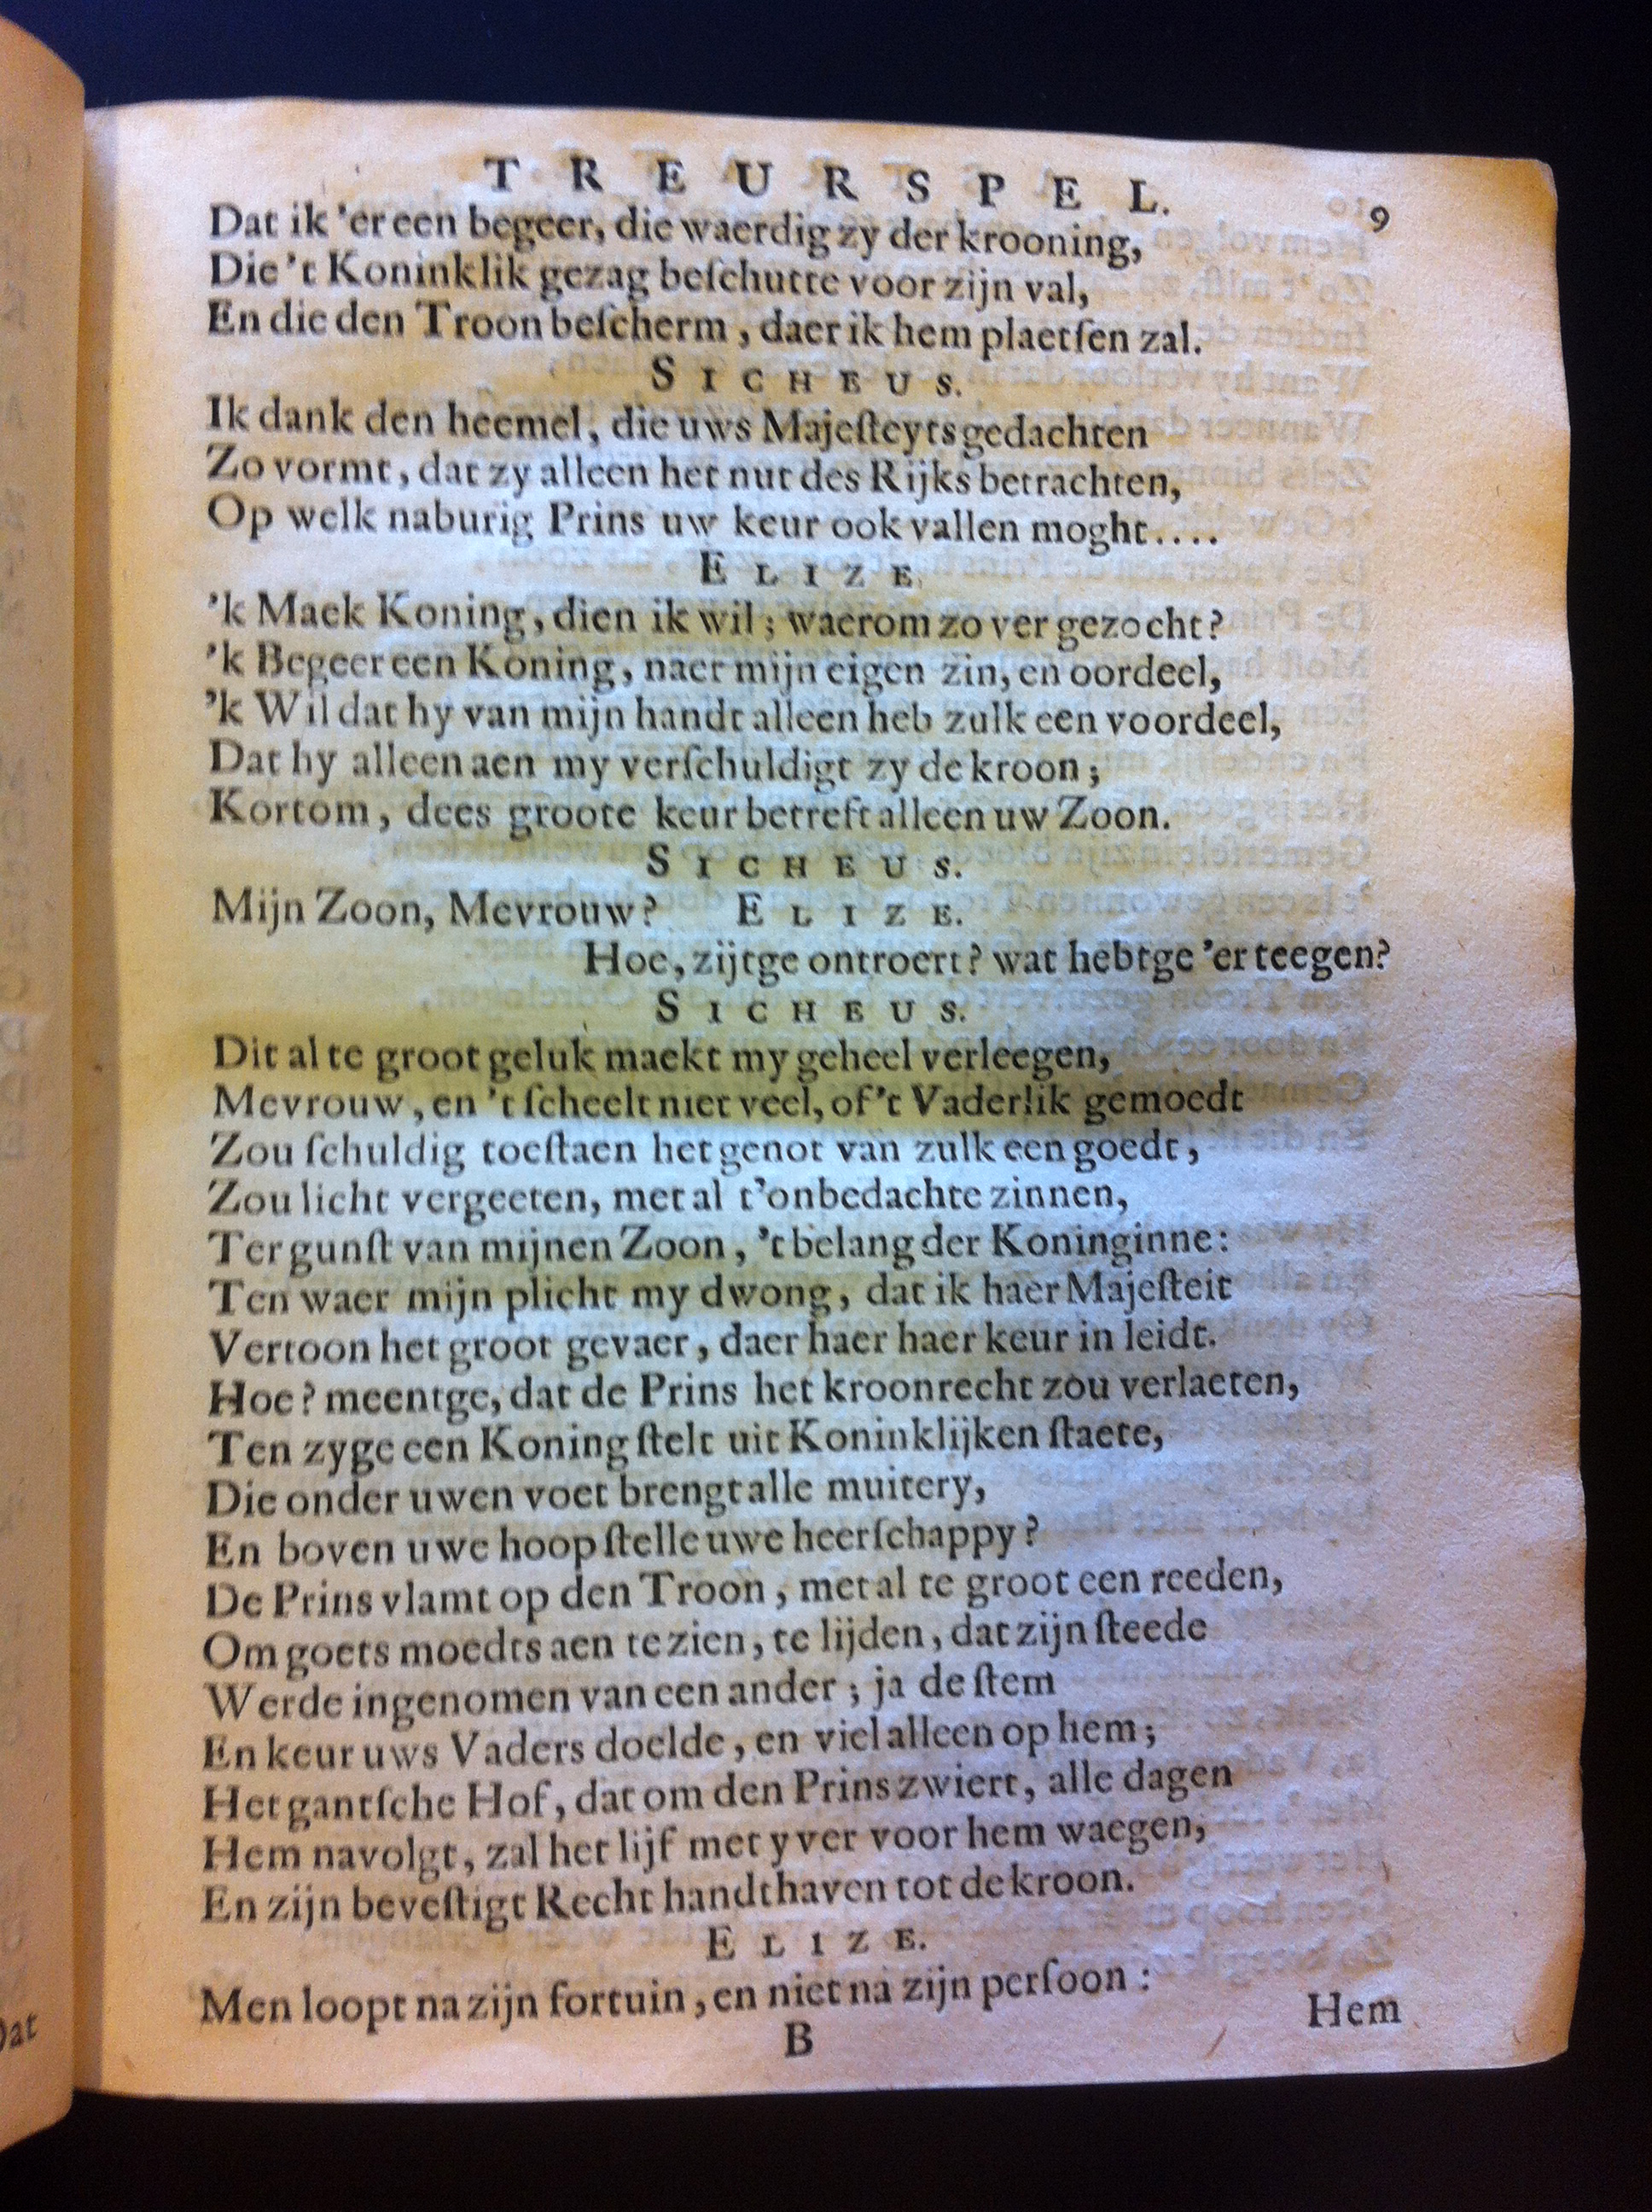 TREURSPEL. 9
Dat ik 'er een begeer, die waerdig zy der krooning,
Die 't Koninklik gezag beſchutte voor zijn val,
En die den Troon beſcherm, daer ik hem plaetſen zal.
SICHEUS.
Ik dank den heemel, die uws Majeſteyts gedachten
Zo vormt, dat zy alleen het nut des Rijks betrachten,
Op welk naburig Prins uw keur ook vallen moght....
ELIZE.
'k Maek Koning, dien ik wil; waerom zo ver gezocht?
'k Begeer een Koning, naer mijn eigen zin, en oordeel,
'k Wil dat hy van mijn handt alleen heb zulk een voordeel,
Dat hy alleen aen my verſchuldigt zy de kroon;
Kortom, dees groote keur betreft alleen uw Zoon.
SICHEUS.
Mijn Zoon, Mevrouw? ELIZE.
Hoe, zijtge ontroert? wat hebtge 'er teegen?
SICHEUS.
Dit al te groot geluk maekt my geheel verleegen,
Mevrouw, en 't ſcheelt niet veel, of 't Vaderlik gemoedt
Zou ſchuldig toeſtaen het genot van zulk een goedt,
Zou licht vergeeten, met al t'onbedachte zinnen,
Ter gunſt van mijnen Zoon, 't belang der Koninginne:
Ten waer mijn plicht my dwong, dat ik haer Majeſteit
Vertoon het groot gevaer, daer haer haer keur in leidt.
Hoe? meentge, dat de Prins het kroonrecht zou verlaeten,
Ten zyge een Koning ſtelt uit Koninklijken ſtaete,
Die onder uwen voet brengt alle muitery,
En boven uwe hoop ſtelle uwe heerſchappy?
De Prins vlamt op den Troon, met al te groot een reeden,
Om goets moedts aen te zien, te lijden, dat zijn ſteede
Werde ingenomen van een ander; ja de ſtem
En keur uws Vaders doelde, en viel alleen op hem;
Het gantſche Hof, dat om den Prins zwiert, alle dagen
Hem navolgt, zal het lijf met yver voor hem waegen,
En zijn beveſtigt Recht handthaven tot de kroon.
ELIZE.
Men loopt na zijn fortuin, en niet na zijn perſoon:
B Hem